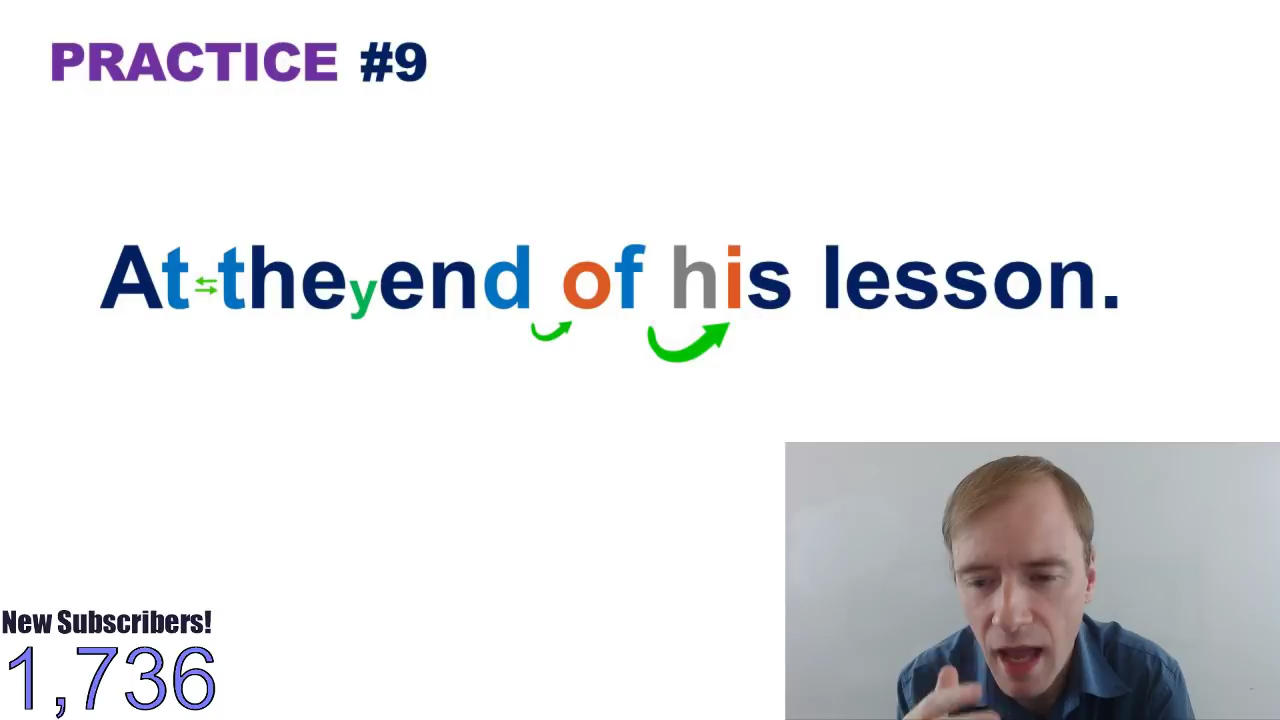 PRACTICE #9
At the y end of his lesson.
New Subscribers!
1,736